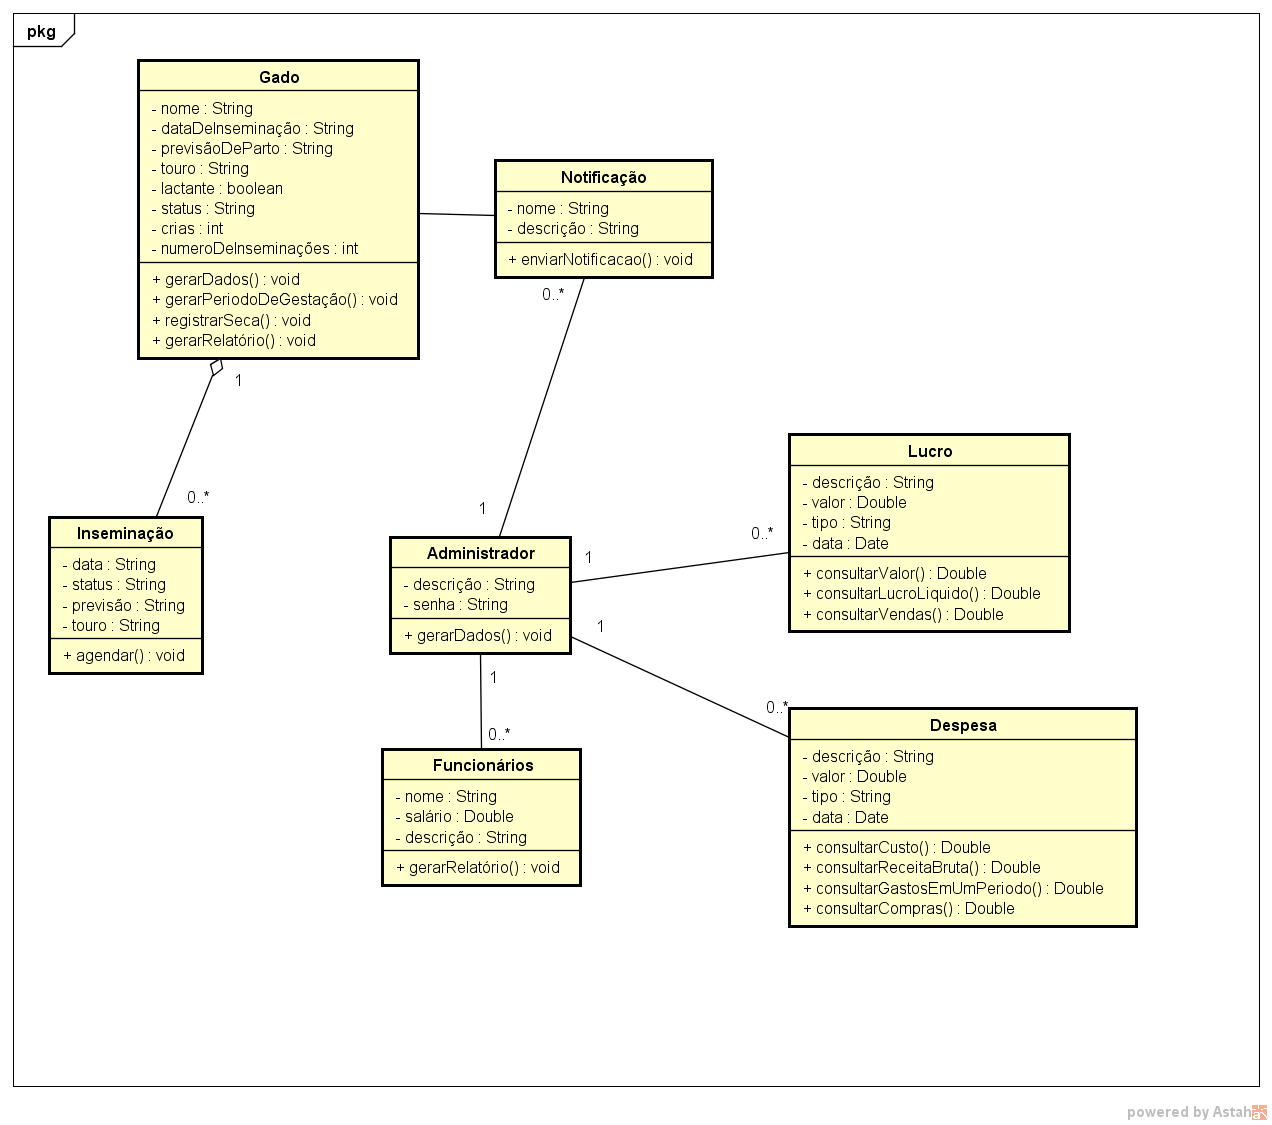 pkg
Gado
- nome : String
- dataDeInseminação : String
- previsãoDeParto : String
- touro : String
- lactante : boolean
- status : String
- crias : int
- numeroDeInseminações : int
+ gerarDados() : void
+ gerarPeriodoDeGestação() : void
+ registrarSeca() : void
+ gerarRelatório() : void
Notificação
- nome : String
- descrição : String
+ enviarNotificacao() : void
0..*
1
1
0..*
Inseminação
- data : String
- status : String
- previsão : String
- touro : String
+ agendar() : void
Administrador
- descrição : String
- senha : String
+ gerarDados() : void
1
0..*
Lucro
- descrição : String
- valor : Double
- tipo : String
- data : Date
+ consultarValor() : Double
+ consultarLucroLiquido() : Double
+ consultarVendas() : Double
1
0..*
1
0..*
Funcionários
- nome : String
- salário : Double
- descrição : String
+ gerarRelatório() : void
Despesa
- descrição : String
- valor : Double
- tipo : String
- data : Date
+ consultarCusto() : Double
+ consultarReceitaBruta() : Double
+ consultarGastosEmUmPeriodo() : Double
+ consultarCompras() : Double
powered by Astah